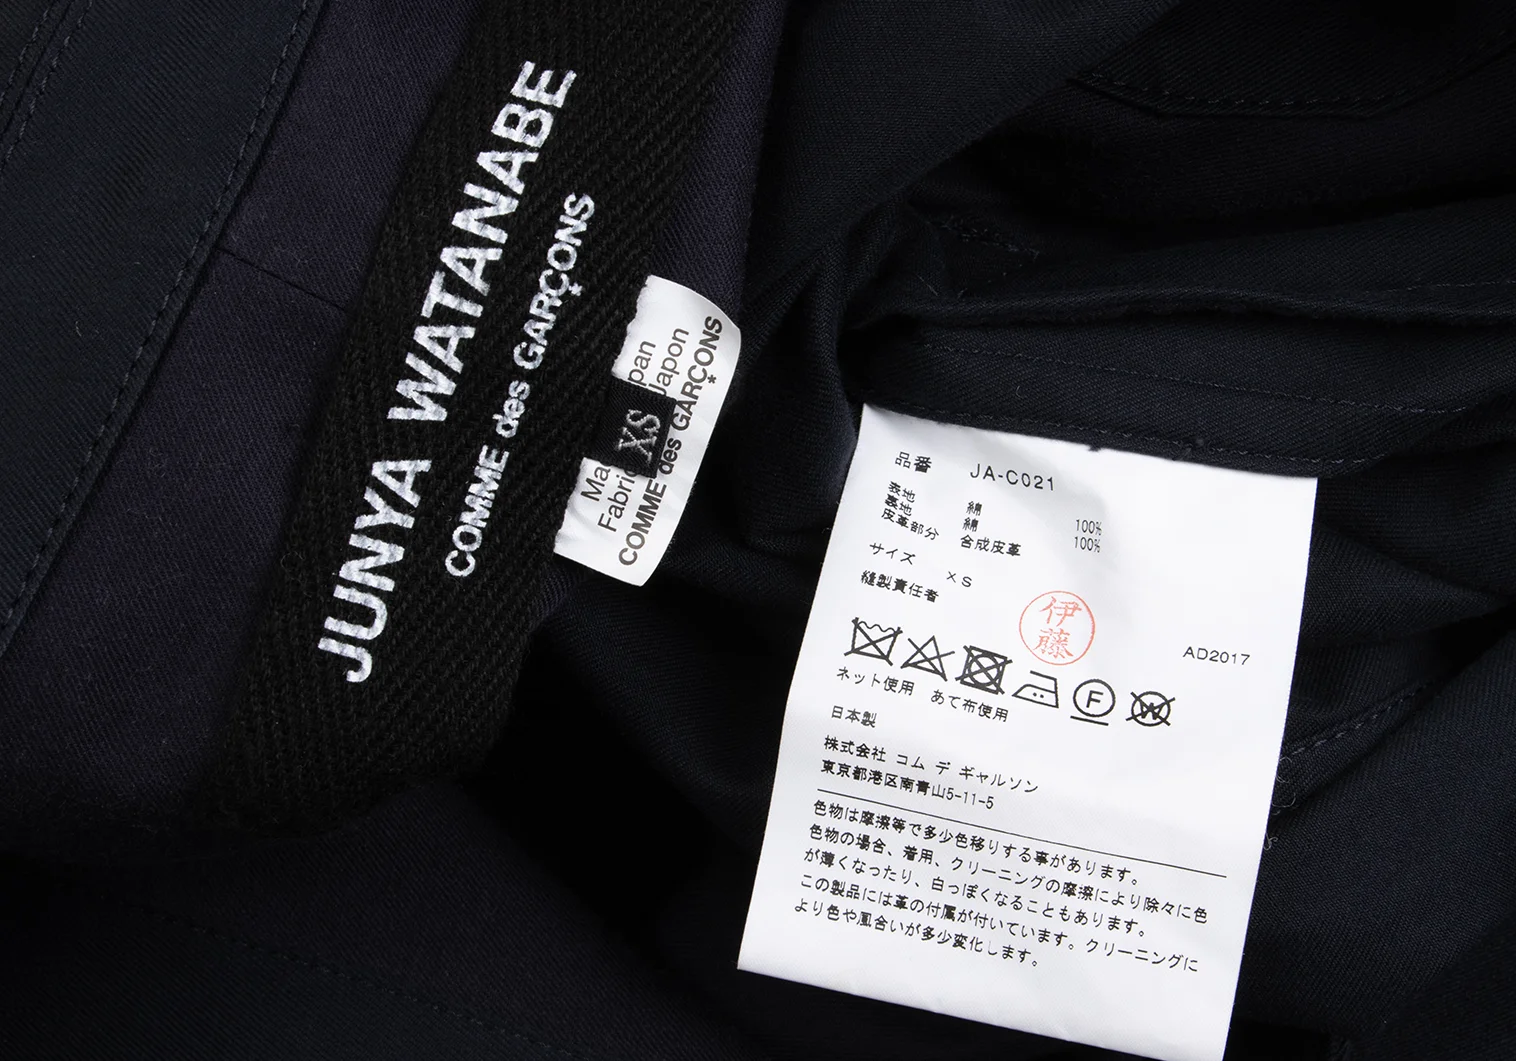 JUNYA WATANABE
COMME des GARÇONS
XS
pan
Japon
Fabri
COMME des GARÇONS
品番 JA-C021
表地 綿 100%
裏地 綿 100%
皮革部分 合成皮革
サイズ XS
縫製責任者
伊藤
AD2017
F
W
ネット使用 あて布使用
日本製
株式会社 コム デ ギャルソン
東京都港区南青山5-11-5
色物は摩擦等で多少色移りする事があります。
色物の場合、着用、クリーニングの摩擦により除々に色
が薄くなったり、白っぽくなることもあります。
この製品には革の付属が付いています。クリーニングに
より色や風合いが多少変化します。